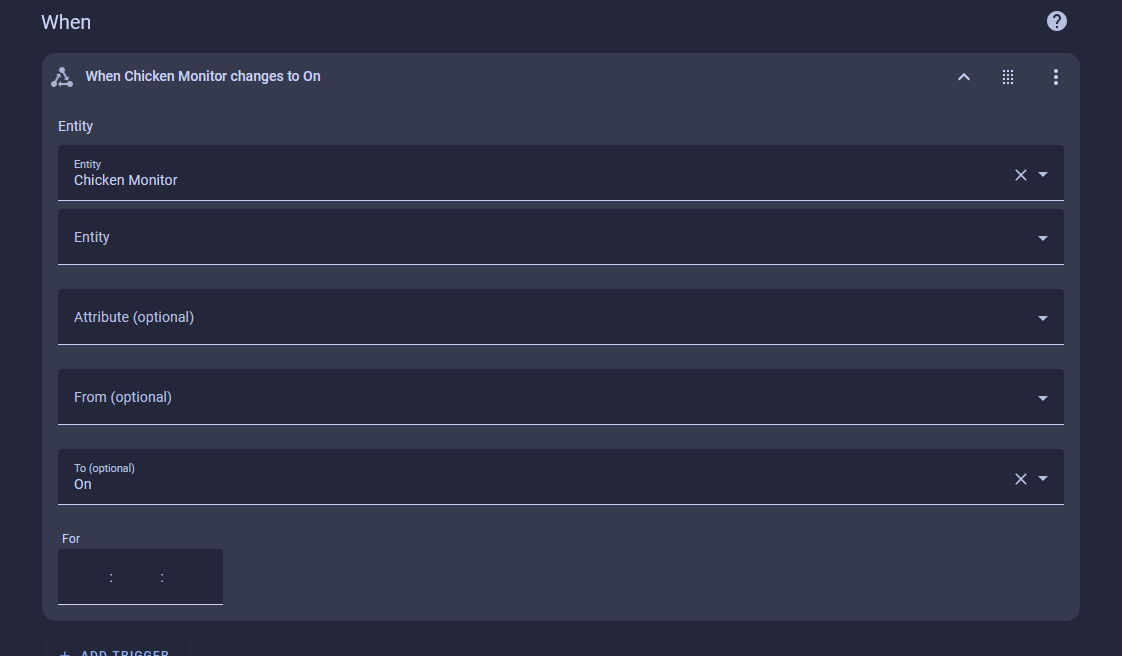 When
When Chicken Monitor changes to On
Entity
Entity
Chicken Monitor
Entity
Attribute (optional)
From (optional)
To (optional)
On
For
: :
+ ADD TRIGGER